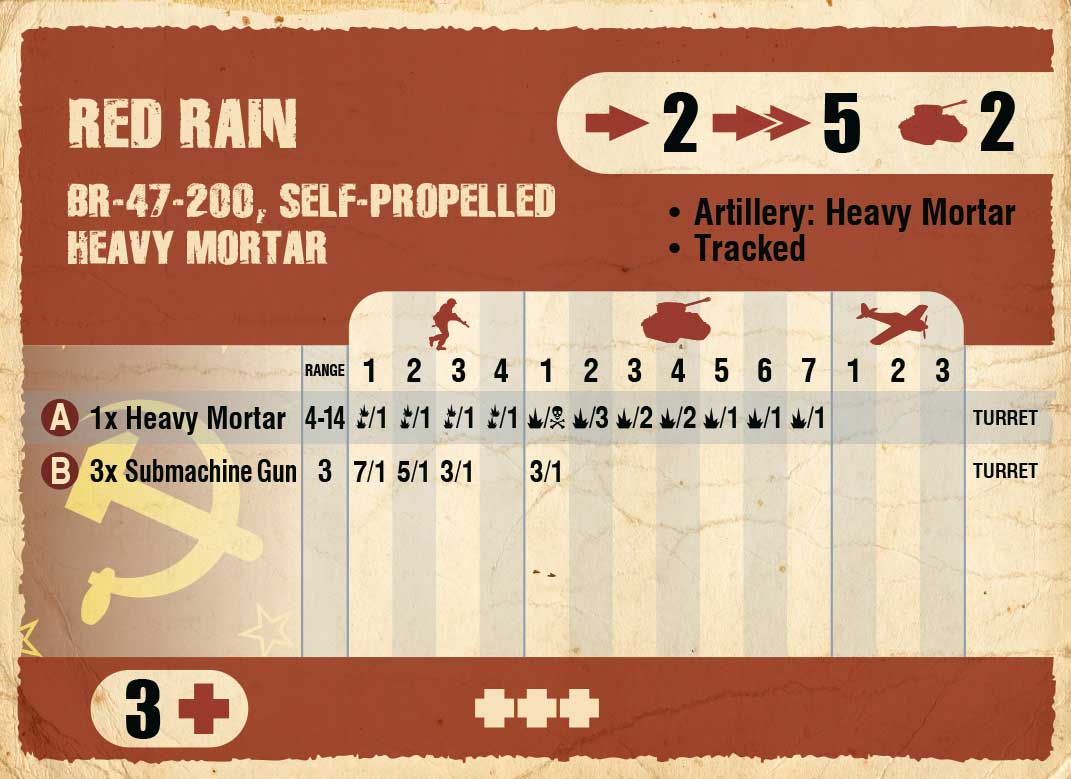 RED RAIN
2 5 2
BR-47-200, SELF-PROPELLED
HEAVY MORTAR
• Artillery: Heavy Mortar
• Tracked
RANGE 1 2 3 4 1 2 3 4 5 6 7 1 2 3
A 1x Heavy Mortar 4-14 /1 /1 /1 /1 / /3 /2 /2 /1 /1 /1 TURRET
B 3x Submachine Gun 3 7/1 5/1 3/1 3/1 TURRET
3